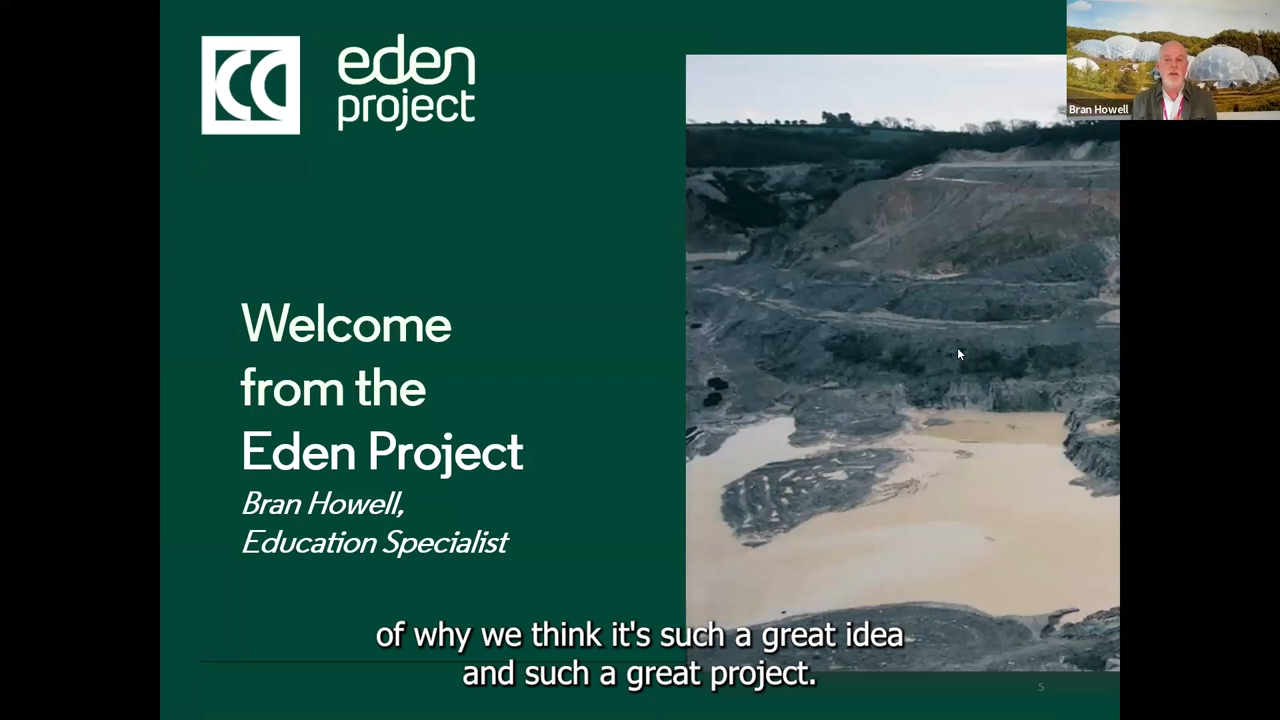 eden
project
Bran Howell
Welcome
from the
Eden Project
Bran Howell,
Education Specialist
of why we think it's such a great idea
and such a great project.
5